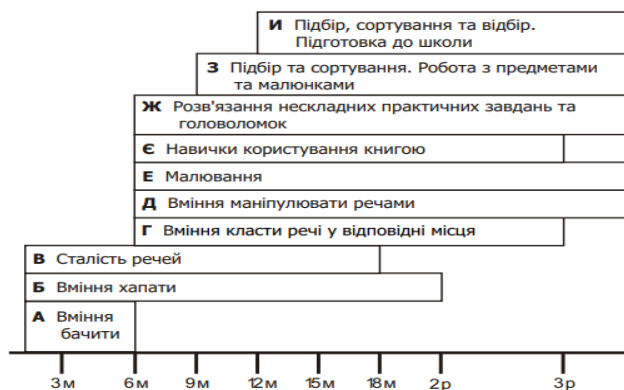 И Підбір, сортування та відбір.
Підготовка до школи
З Підбір та сортування. Робота з предметами
та малюнками
Ж Розв'язання нескладних практичних завдань та
головоломок
Є Навички користування книгою
Е Малювання
Д Вміння маніпулювати речами
Г Вміння класти речі у відповідні місця
В Сталість речей
Б Вміння хапати
А Вміння
бачити
3м 6м 9м 12м 15м 18м 2р 3р